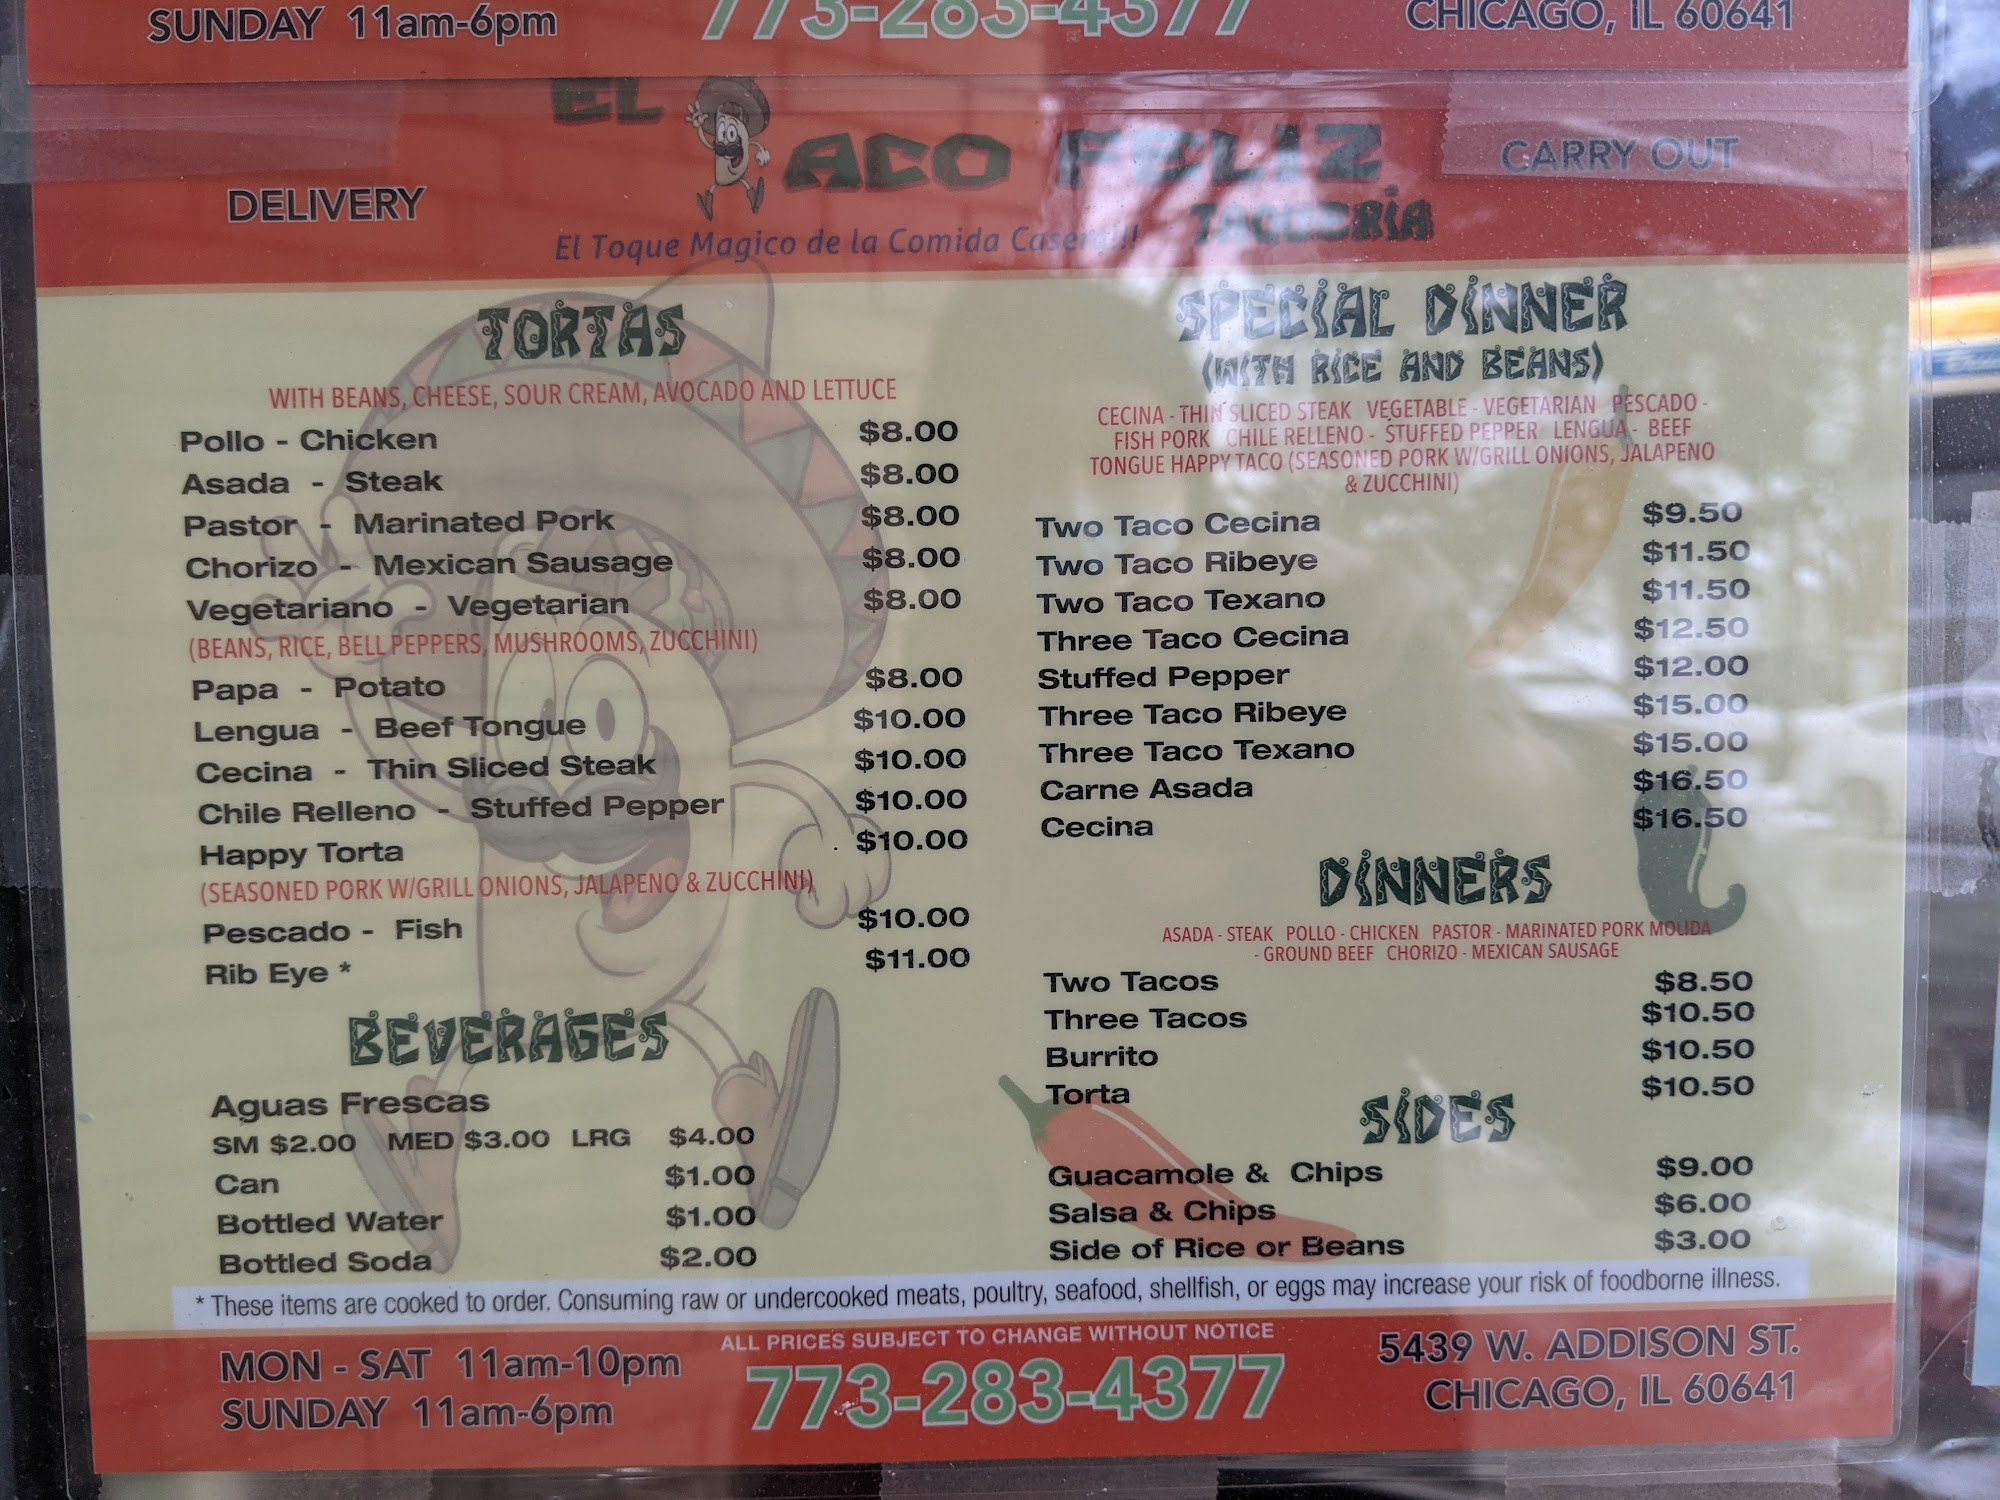 SUNDAY 11am-6pm
773-283-4377
CHICAGO, IL 60641
EL ACO FELIZ
TAQUERIA
DELIVERY
CARRY OUT
El Toque Magico de la Comida Casera!!!
TORTAS
WITH BEANS, CHEESE, SOUR CREAM, AVOCADO AND LETTUCE
Pollo - Chicken $8.00
Asada - Steak $8.00
Pastor - Marinated Pork $8.00
Chorizo - Mexican Sausage $8.00
Vegetariano - Vegetarian $8.00
(BEANS, RICE, BELL PEPPERS, MUSHROOMS, ZUCCHINI)
Papa - Potato $8.00
Lengua - Beef Tongue $10.00
Cecina - Thin Sliced Steak $10.00
Chile Relleno - Stuffed Pepper $10.00
Happy Torta $10.00
(SEASONED PORK W/GRILL ONIONS, JALAPENO & ZUCCHINI)
Pescado - Fish $10.00
Rib Eye * $11.00
BEVERAGES
Aguas Frescas
SM $2.00 MED $3.00 LRG $4.00
Can $1.00
Bottled Water $1.00
Bottled Soda $2.00
SPECIAL DINNER
(WITH RICE AND BEANS)
CECINA - THIN SLICED STEAK VEGETABLE - VEGETARIAN PESCADO -
FISH PORK CHILE RELLENO - STUFFED PEPPER LENGUA - BEEF
TONGUE HAPPY TACO (SEASONED PORK W/GRILL ONIONS, JALAPENO
& ZUCCHINI)
Two Taco Cecina $9.50
Two Taco Ribeye $11.50
Two Taco Texano $11.50
Three Taco Cecina $12.50
Stuffed Pepper $12.00
Three Taco Ribeye $15.00
Three Taco Texano $15.00
Carne Asada $16.50
Cecina $16.50
DINNERS
ASADA - STEAK POLLO - CHICKEN PASTOR - MARINATED PORK MOLIDA
- GROUND BEEF CHORIZO - MEXICAN SAUSAGE
Two Tacos $8.50
Three Tacos $10.50
Burrito $10.50
Torta $10.50
SIDES
Guacamole & Chips $9.00
Salsa & Chips $6.00
Side of Rice or Beans $3.00
* These items are cooked to order. Consuming raw or undercooked meats, poultry, seafood, shellfish, or eggs may increase your risk of foodborne illness.
ALL PRICES SUBJECT TO CHANGE WITHOUT NOTICE
MON - SAT 11am-10pm
SUNDAY 11am-6pm
773-283-4377
5439 W. ADDISON ST.
CHICAGO, IL 60641